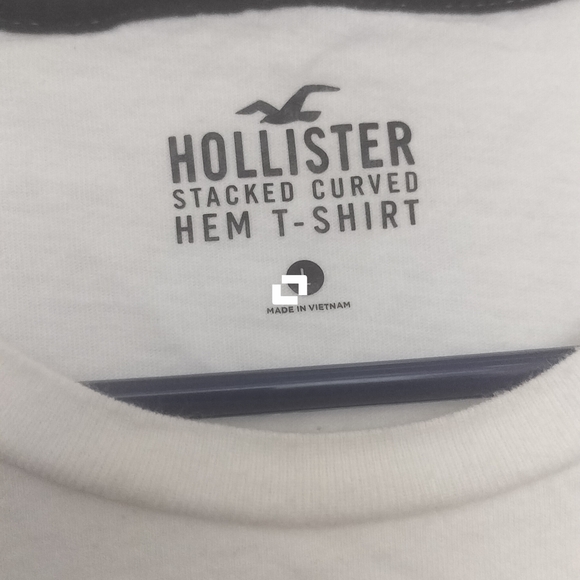 HOLLISTER
STACKED CURVED
HEM T-SHIRT
L
MADE IN VIETNAM